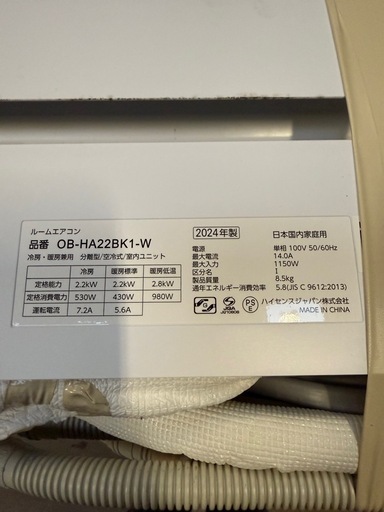 ルームエアコン
品番 OB-HA22BK1-W
冷房・暖房兼用 分離型/空冷式/室内ユニット
冷房 暖房標準 暖房低温
定格能力 2.2kW 2.2kW 2.8kW
定格消費電力 530W 430W 980W
運転電流 7.2A 5.6A
2024年製 日本国内家庭用
電源 単相 100V 50/60Hz
最大電流 14.0A
最大入力 1150W
区分名 I
製品質量 8.5kg
通年エネルギー消費効率 5.8(JIS C 9612:2013)
G
PS
E
ハイセンスジャパン株式会社
MADE IN CHINA